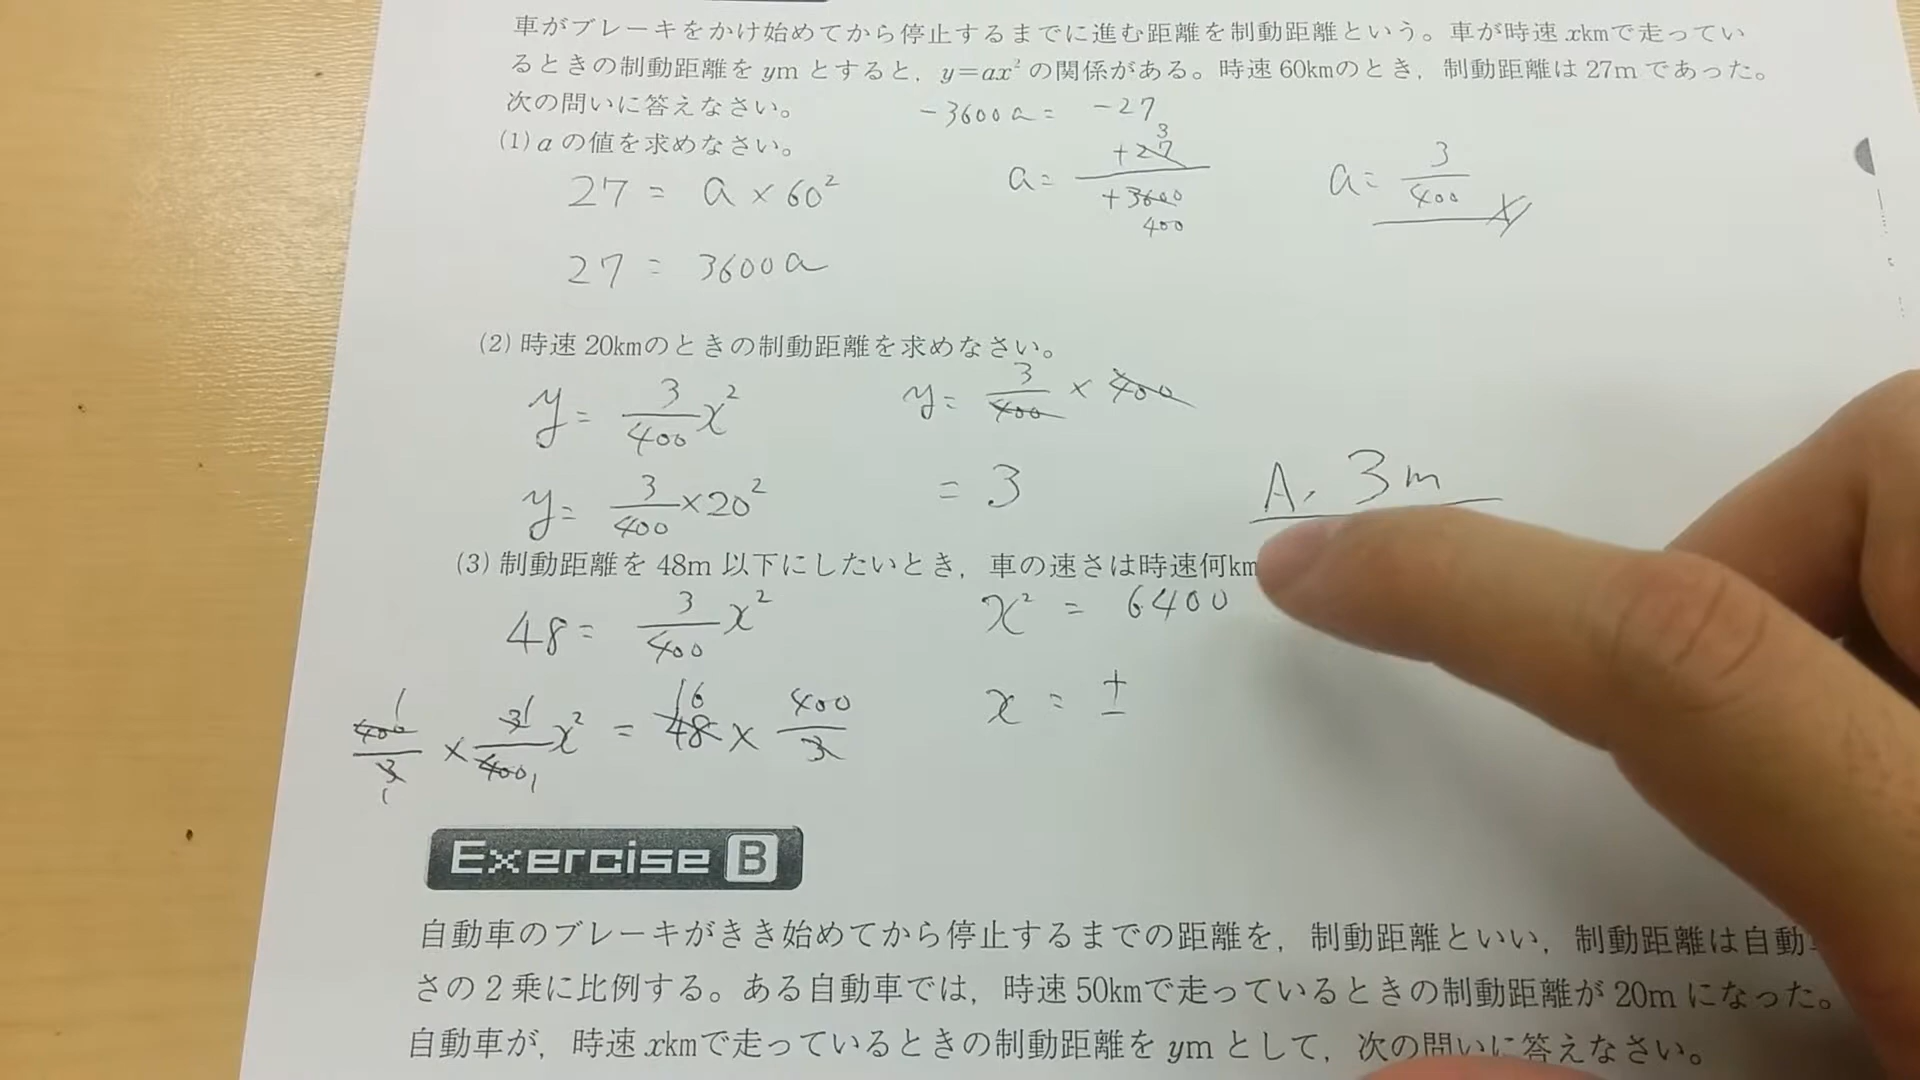 車がブレーキをかけ始めてから停止するまでに進む距離を制動距離という。車が時速xkmで走ってい
るときの制動距離をymとすると，y=ax²の関係がある。時速60kmのとき，制動距離は27mであった。
次の問いに答えなさい。
-3600a = -27
(1) aの値を求めなさい。
27 = a × 60²
27 = 3600a
a = +27/+3600
3
400
a = 3/400
(2) 時速20kmのときの制動距離を求めなさい。
y = 3/400 x²
y = 3/400 × 20²
y = 3/400 × 400
= 3
A, 3m
(3) 制動距離を48m以下にしたいとき，車の速さは時速何km
48 = 3/400 x²
400/3 × 3/400 x² = 48 × 400/3
1 1 16
1 1
x² = 6400
x = ±
Exercise B
自動車のブレーキがきき始めてから停止するまでの距離を，制動距離といい，制動距離は自動
さの2乗に比例する。ある自動車では，時速50kmで走っているときの制動距離が20mになった。
自動車が，時速xkmで走っているときの制動距離をymとして，次の問いに答えなさい。